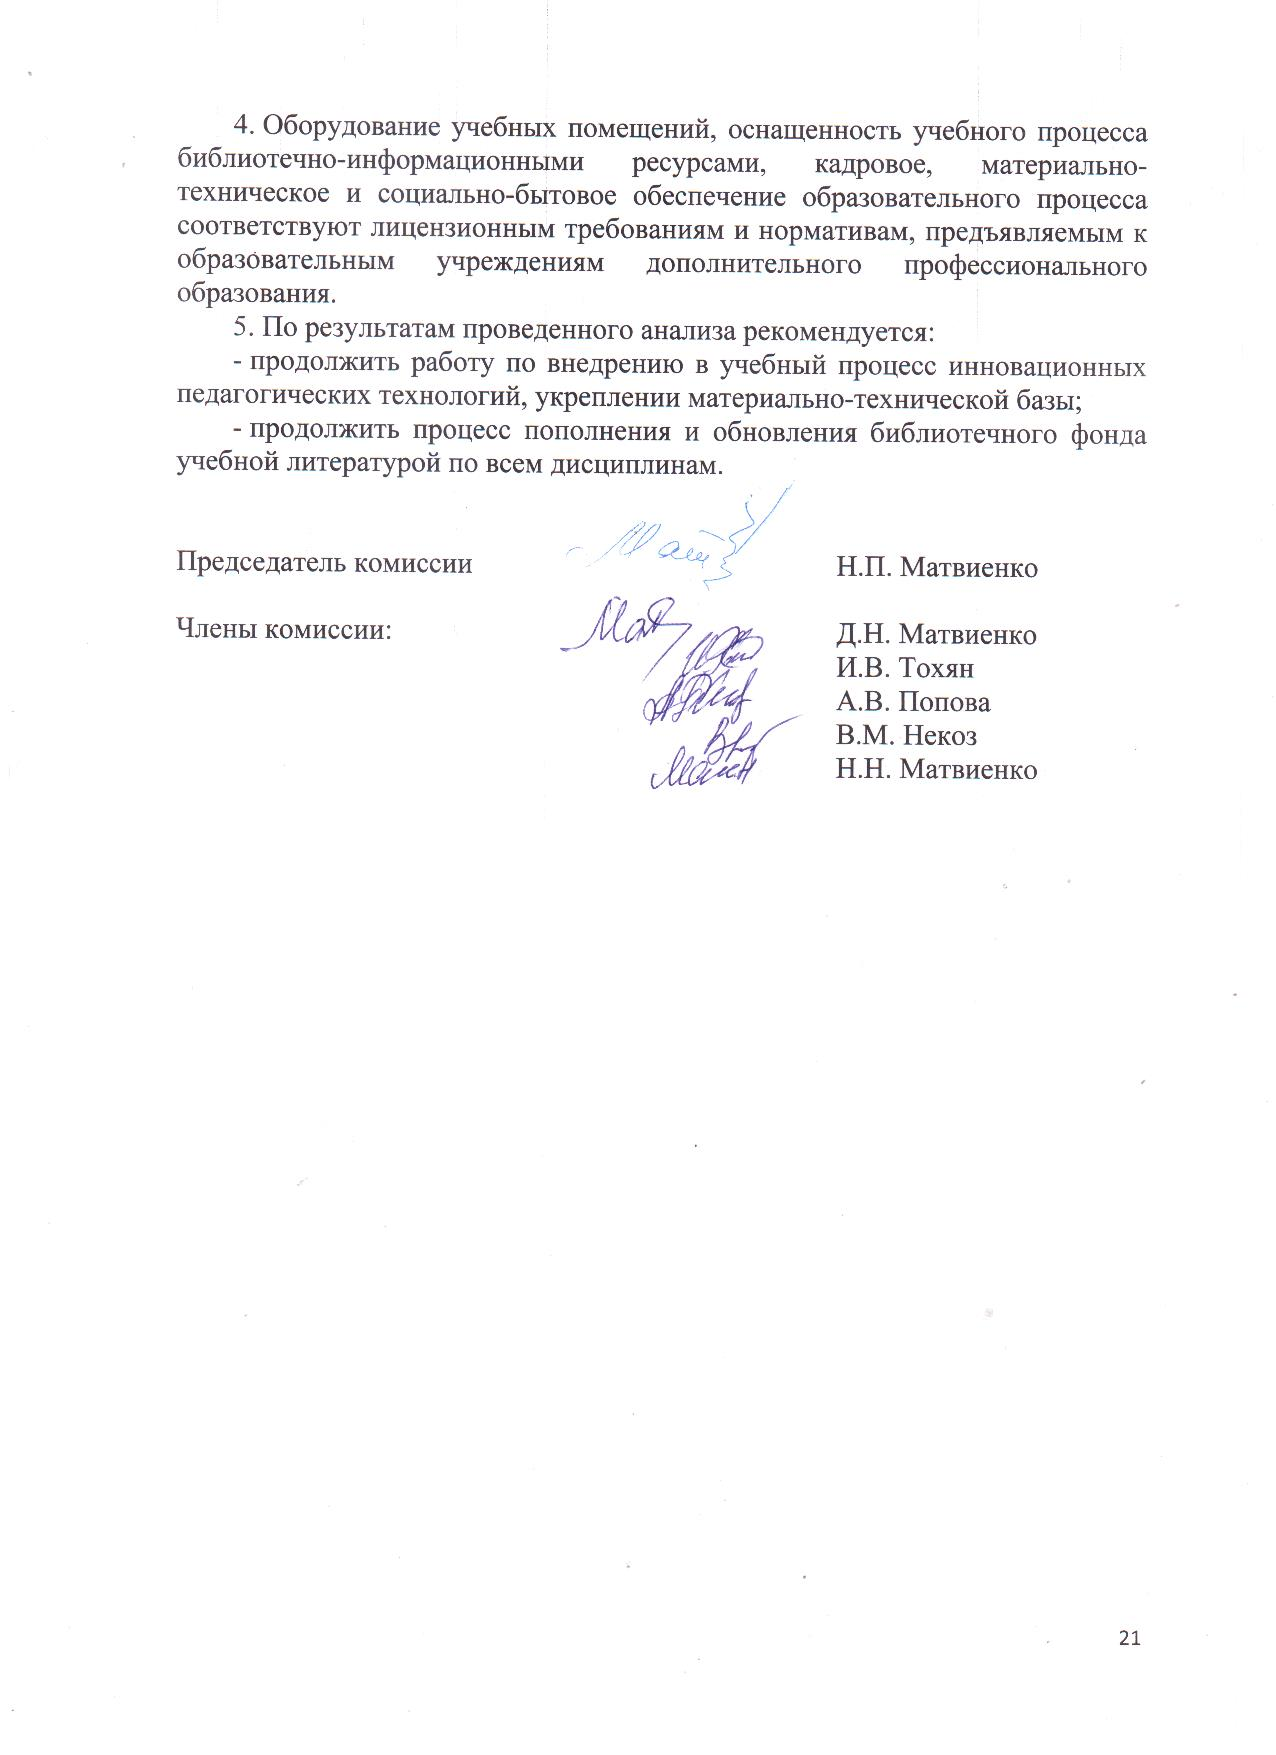 4. Оборудование учебных помещений, оснащенность учебного процесса
библиотечно-информационными ресурсами, кадровое, материально-
техническое и социально-бытовое обеспечение образовательного процесса
соответствуют лицензионным требованиям и нормативам, предъявляемым к
образовательным учреждениям дополнительного профессионального
образования.
5. По результатам проведенного анализа рекомендуется:
- продолжить работу по внедрению в учебный процесс инновационных
педагогических технологий, укреплении материально-технической базы;
- продолжить процесс пополнения и обновления библиотечного фонда
учебной литературой по всем дисциплинам.
Председатель комиссии Н.П. Матвиенко
Члены комиссии: Д.Н. Матвиенко
И.В. Тохян
А.В. Попова
В.М. Некоз
Н.Н. Матвиенко
21